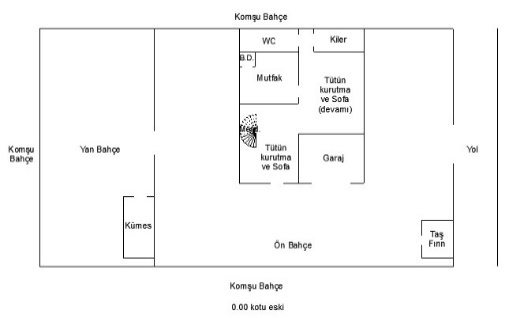 Komşu Bahçe
WC
Kiler
B.D.
Mutfak
Tütün
kurutma
ve Sofa
(devamı)
Komşu
Bahçe
Yan Bahçe
Tütün
kurutma
ve Sofa
Garaj
Yol
Kümes
Taş
Fırın
Ön Bahçe
Komşu Bahçe
0.00 kotu eski